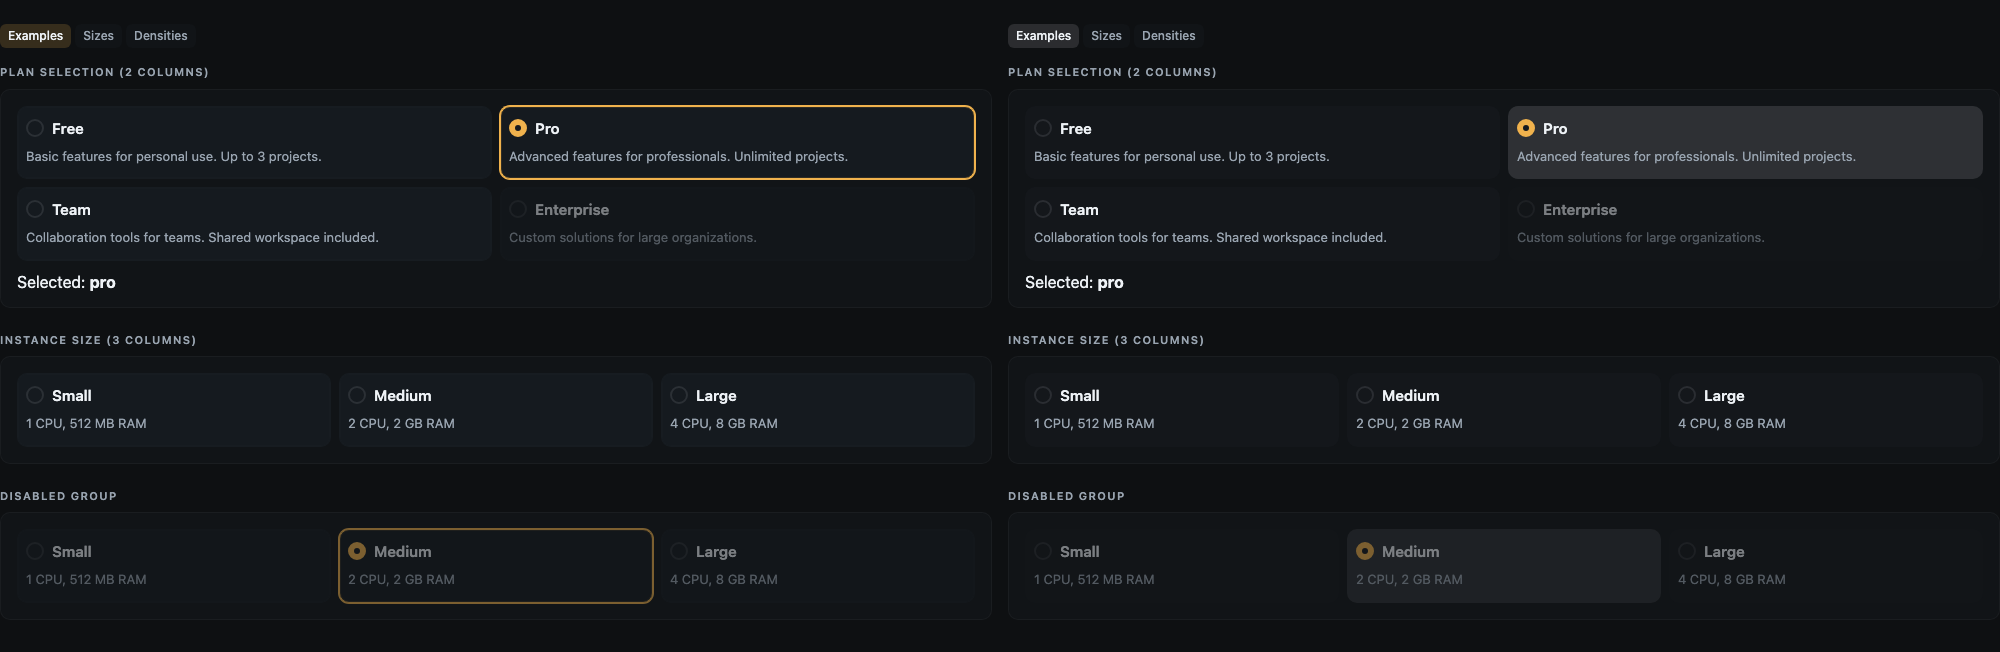 Examples Sizes Densities
PLAN SELECTION (2 COLUMNS)
Free
Basic features for personal use. Up to 3 projects.
Pro
Advanced features for professionals. Unlimited projects.
Team
Collaboration tools for teams. Shared workspace included.
Enterprise
Custom solutions for large organizations.
Selected: pro
INSTANCE SIZE (3 COLUMNS)
Small
1 CPU, 512 MB RAM
Medium
2 CPU, 2 GB RAM
Large
4 CPU, 8 GB RAM
DISABLED GROUP
Small
1 CPU, 512 MB RAM
Medium
2 CPU, 2 GB RAM
Large
4 CPU, 8 GB RAM
Examples Sizes Densities
PLAN SELECTION (2 COLUMNS)
Free
Basic features for personal use. Up to 3 projects.
Pro
Advanced features for professionals. Unlimited projects.
Team
Collaboration tools for teams. Shared workspace included.
Enterprise
Custom solutions for large organizations.
Selected: pro
INSTANCE SIZE (3 COLUMNS)
Small
1 CPU, 512 MB RAM
Medium
2 CPU, 2 GB RAM
Large
4 CPU, 8 GB RAM
DISABLED GROUP
Small
1 CPU, 512 MB RAM
Medium
2 CPU, 2 GB RAM
Large
4 CPU, 8 GB RAM